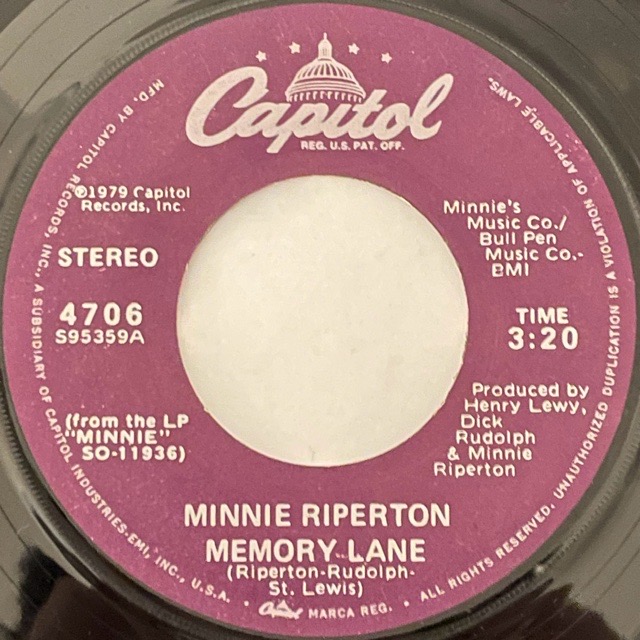 Capitol
REG. U.S. PAT. OFF.
℗1979 Capitol
Records, Inc.
STEREO
4706
S95359A
(from the LP
"MINNIE"
SO-11936)
Minnie's
Music Co./
Bull Pen
Music Co.-
BMI
TIME
3:20
Produced by
Henry Lewy,
Dick
Rudolph
& Minnie
Riperton
MINNIE RIPERTON
MEMORY LANE
(Riperton-Rudolph-
St. Lewis)
MFD. BY CAPITOL RECORDS, INC., A SUBSIDIARY OF CAPITOL INDUSTRIES-EMI, INC., U.S.A. • Capitol MARCA REG. • ALL RIGHTS RESERVED. UNAUTHORIZED DUPLICATION IS A VIOLATION OF APPLICABLE LAWS.